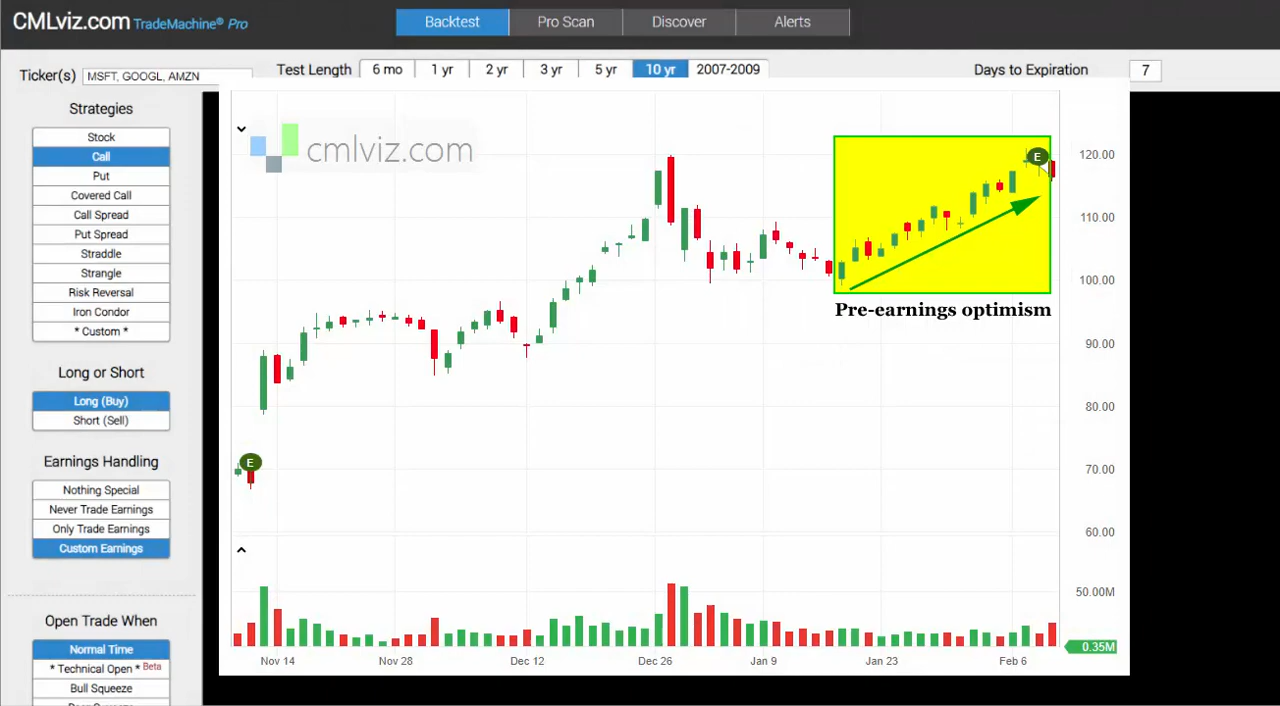 CMLviz.com TradeMachine® Pro
Backtest Pro Scan Discover Alerts
Ticker(s) MSFT, GOOGL, AMZN
Test Length 6 mo 1 yr 2 yr 3 yr 5 yr 10 yr 2007-2009
Days to Expiration 7
Strategies
Stock
Call
Put
Covered Call
Call Spread
Put Spread
Straddle
Strangle
Risk Reversal
Iron Condor
* Custom *
Long or Short
Long (Buy)
Short (Sell)
Earnings Handling
Nothing Special
Never Trade Earnings
Only Trade Earnings
Custom Earnings
Open Trade When
Normal Time
* Technical Open * Beta
Bull Squeeze
cmlviz.com
E
E
Pre-earnings optimism
120.00
110.00
100.00
90.00
80.00
70.00
60.00
50.00M
0.35M
Nov 14 Nov 28 Dec 12 Dec 26 Jan 9 Jan 23 Feb 6